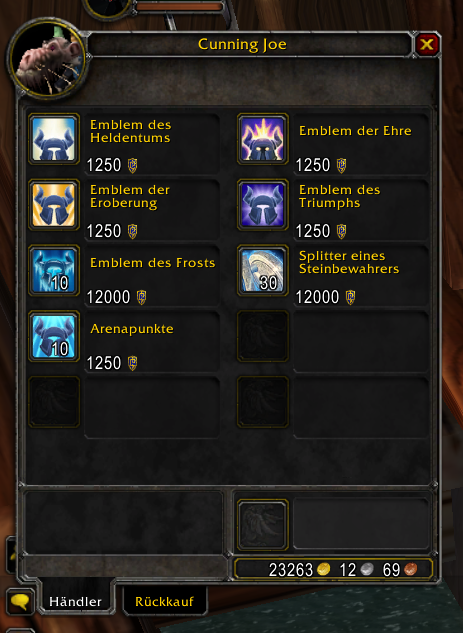 Cunning Joe
Emblem des
Heldentums
1250
Emblem der Ehre
1250
Emblem der
Eroberung
1250
Emblem des
Triumphs
1250
Emblem des Frosts
10
12000
Splitter eines
Steinbewahrers
30
12000
Arenapunkte
10
1250
23263 12 69
Händler
Rückkauf